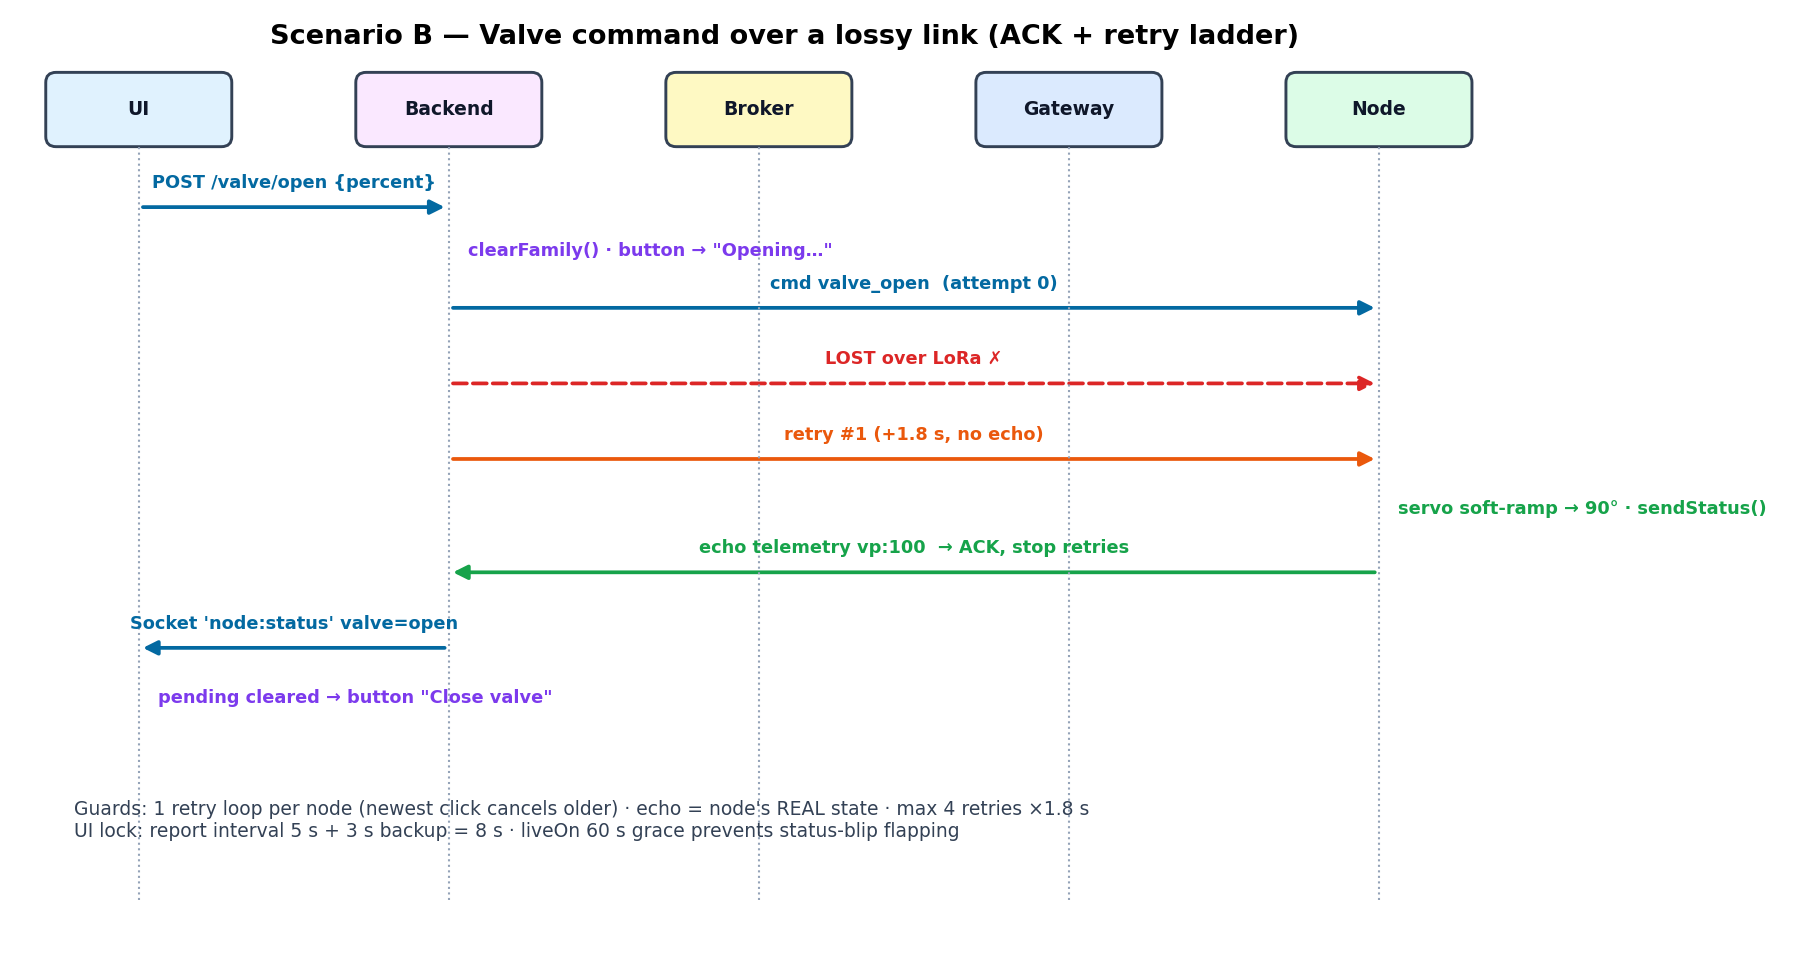 Scenario B — Valve command over a lossy link (ACK + retry ladder)
UI
Backend
Broker
Gateway
Node
POST /valve/open {percent}
clearFamily() · button → "Opening…"
cmd valve_open  (attempt 0)
LOST over LoRa ✗
retry #1 (+1.8 s, no echo)
servo soft-ramp → 90° · sendStatus()
echo telemetry vp:100  → ACK, stop retries
Socket 'node:status' valve=open
pending cleared → button "Close valve"
Guards: 1 retry loop per node (newest click cancels older) · echo = node's REAL state · max 4 retries ×1.8 s
UI lock: report interval 5 s + 3 s backup = 8 s · liveOn 60 s grace prevents status-blip flapping